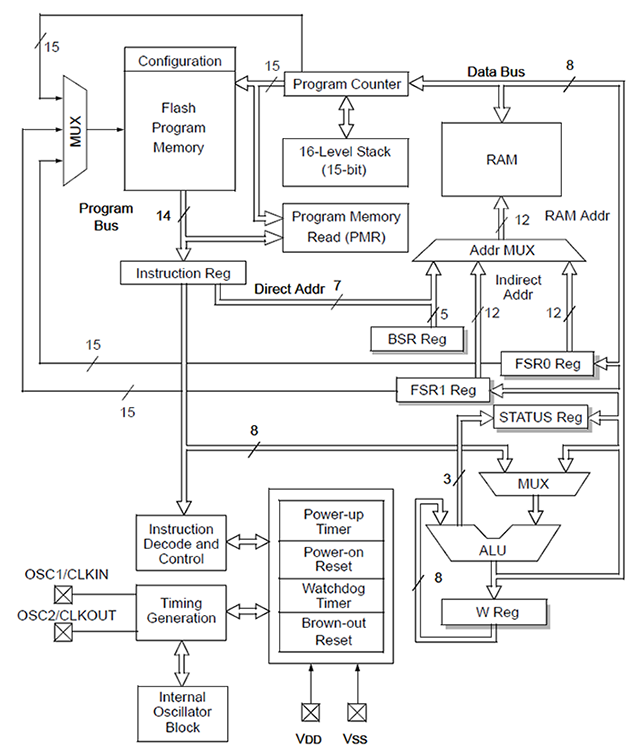 15
Configuration
Flash
Program
Memory
MUX
15
Program Counter
Data Bus
8
16-Level Stack
(15-bit)
RAM
Program
Bus
14
Program Memory
Read (PMR)
12
RAM Addr
Addr MUX
Instruction Reg
Direct Addr
7
Indirect
Addr
5
12
12
BSR Reg
15
FSR0 Reg
FSR1 Reg
15
STATUS Reg
8
3
MUX
Power-up
Timer
Instruction
Decode and
Control
Power-on
Reset
ALU
OSC1/CLKIN
8
Watchdog
Timer
OSC2/CLKOUT
Timing
Generation
W Reg
Brown-out
Reset
Internal
Oscillator
Block
VDD
VSS